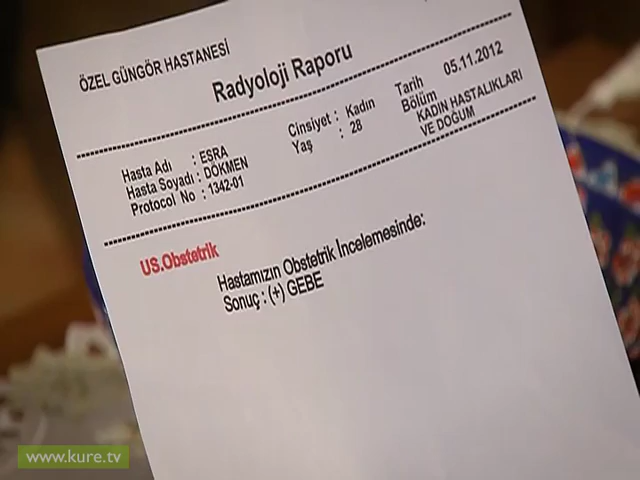 ÖZEL GÜNGÖR HASTANESİ
Radyoloji Raporu
Hasta Adı : ESRA
Hasta Soyadı : DÖKMEN
Protocol No : 1342-01
Cinsiyet : Kadın
Yaş : 28
Tarih 05.11.2012
Bölüm
KADIN HASTALIKLARI
VE DOĞUM
US.Obstetrik
Hastamızın Obstetrik İncelemesinde:
Sonuç : (+) GEBE
www.kure.tv